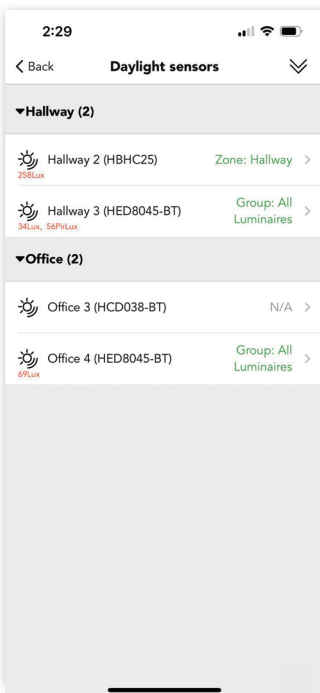 2:29
Back Daylight sensors
Hallway (2)
Hallway 2 (HBHC25) Zone: Hallway
258Lux
Hallway 3 (HED8045-BT) Group: All
Luminaires
34Lux, 56PirLux
Office (2)
Office 3 (HCD038-BT) N/A
Office 4 (HED8045-BT) Group: All
Luminaires
69Lux